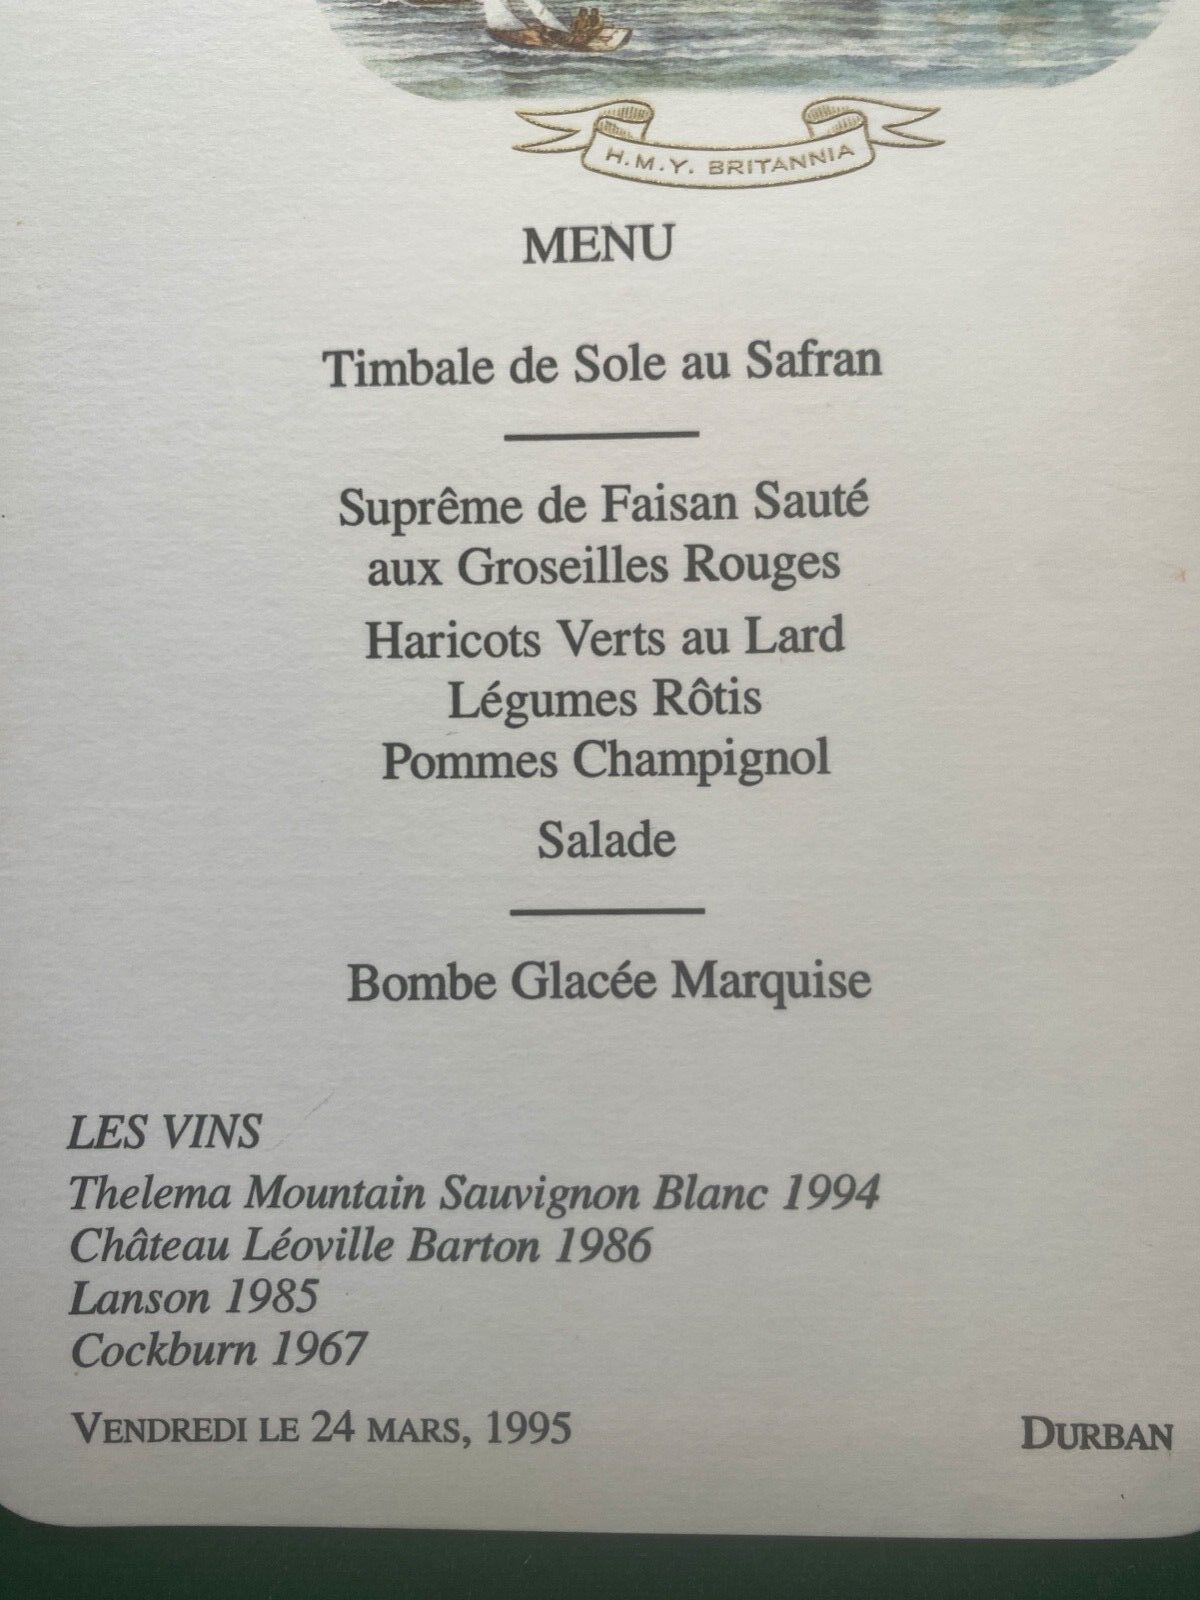 H.M.Y. BRITANNIA
MENU
Timbale de Sole au Safran
Suprême de Faisan Sauté
aux Groseilles Rouges
Haricots Verts au Lard
Légumes Rôtis
Pommes Champignol
Salade
Bombe Glacée Marquise
LES VINS
Thelema Mountain Sauvignon Blanc 1994
Château Léoville Barton 1986
Lanson 1985
Cockburn 1967
VENDREDI LE 24 MARS, 1995
DURBAN